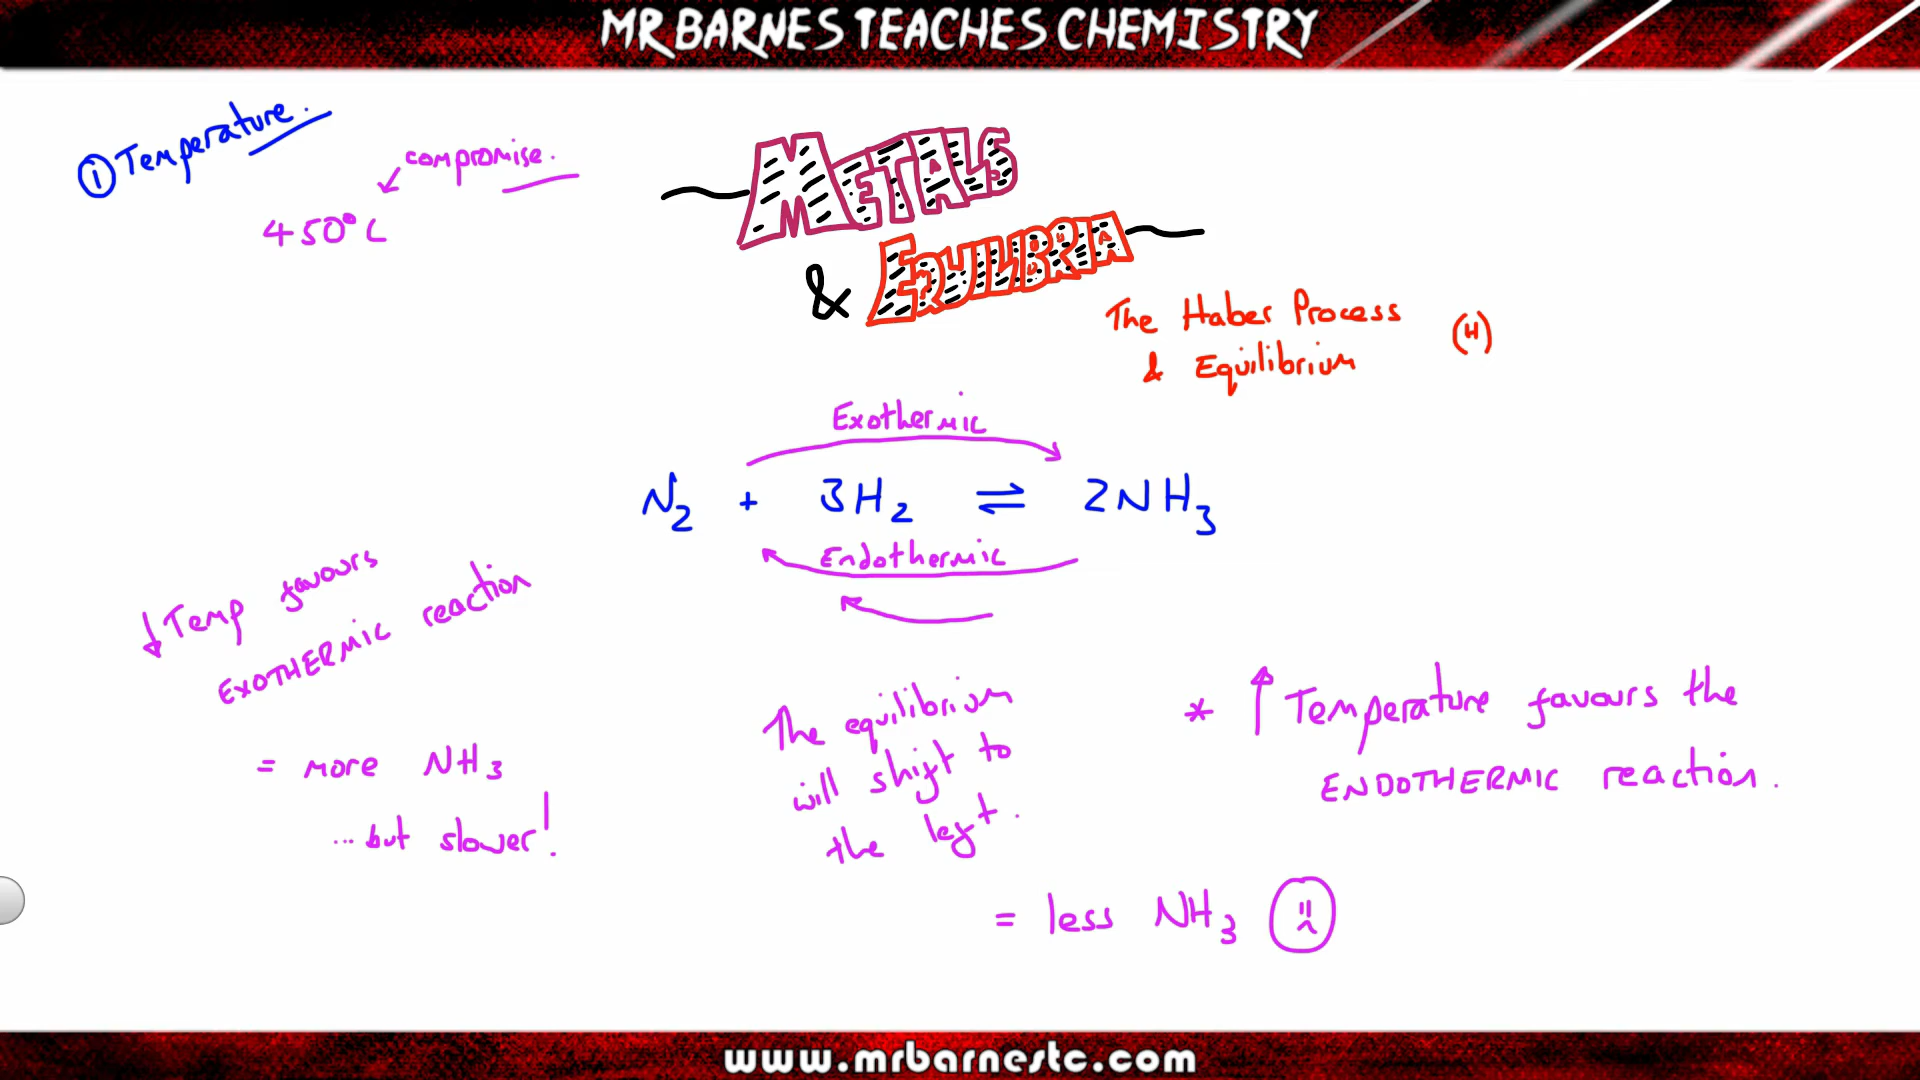 MR BARNES TEACHES CHEMISTRY
① Temperature.
compromise.
450°C
METALS
& EQUILIBRIA
The Haber Process (H)
& Equilibrium
Exothermic
N₂ + 3H₂ ⇌ 2NH₃
Endothermic
↓ Temp favours
EXOTHERMIC reaction
= more NH₃
... but slower!
The equilibrium
will shift to
the left.
* ↑ Temperature favours the
ENDOTHERMIC reaction.
= less NH₃
www.mrbarnestc.com